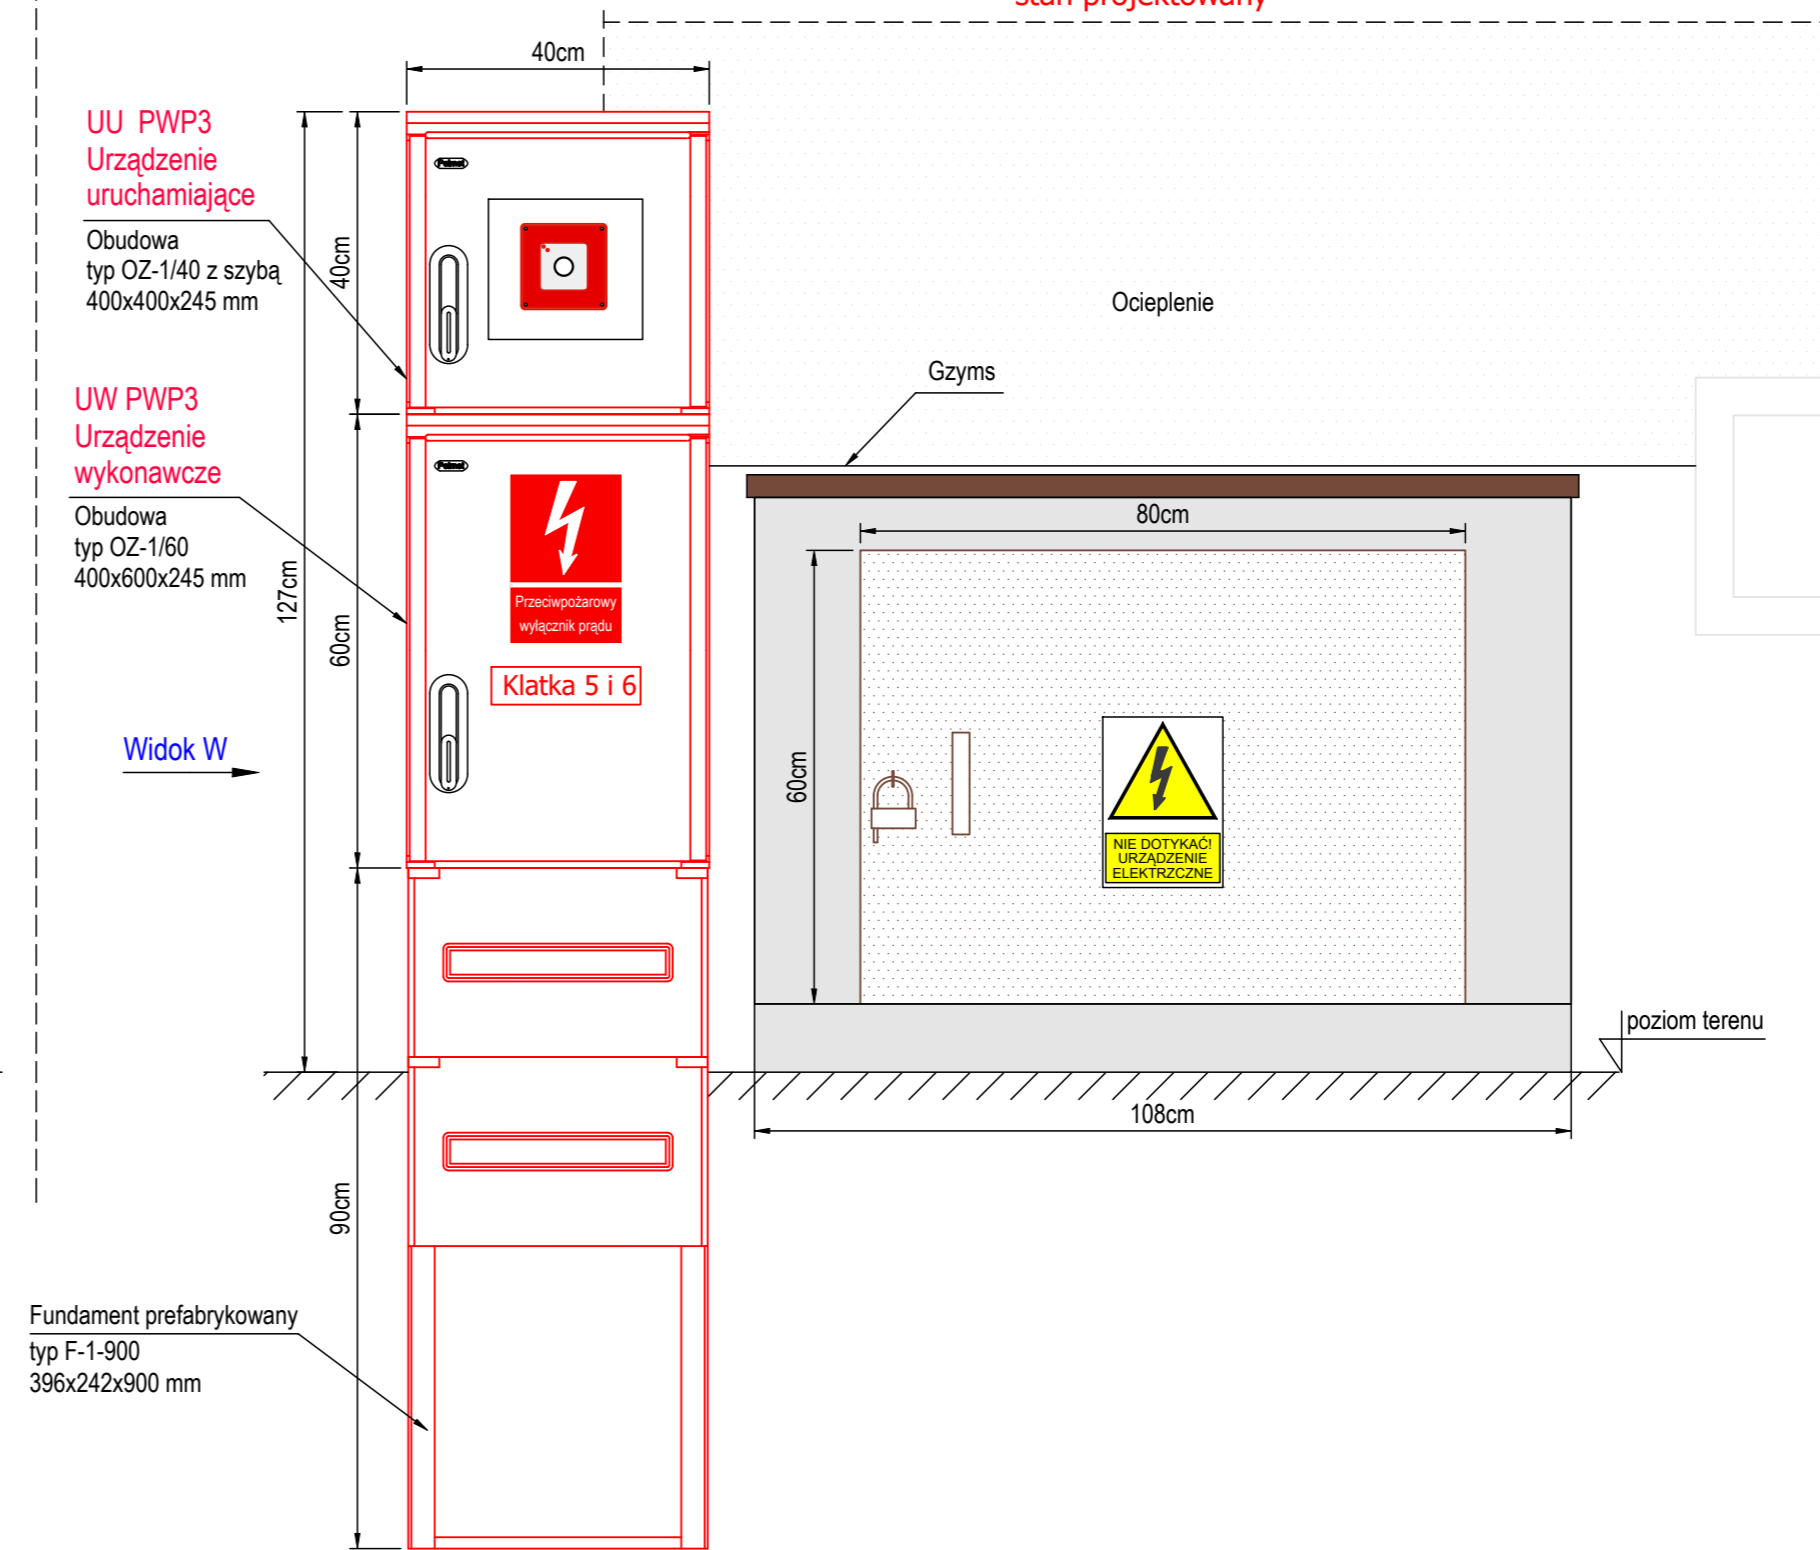 stan projektowany
40cm
UU PWP3
Urządzenie
uruchamiające
Obudowa
typ OZ-1/40 z szybą
400x400x245 mm
40cm
Ocieplenie
Gzyms
UW PWP3
Urządzenie
wykonawcze
Obudowa
typ OZ-1/60
400x600x245 mm
127cm
60cm
Przeciwpożarowy
wyłącznik prądu
Klatka 5 i 6
80cm
60cm
NIE DOTYKAĆ!
URZĄDZENIE
ELEKTRZCZNE
Widok W
poziom terenu
108cm
90cm
Fundament prefabrykowany
typ F-1-900
396x242x900 mm